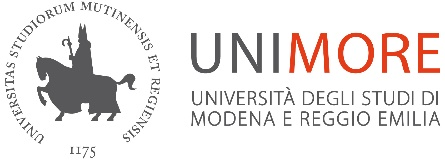 UNIVERSITAS STUDIORUM MUTINENSIS ET REGIENSIS
1175
UNIMORE
UNIVERSITÀ DEGLI STUDI DI
MODENA E REGGIO EMILIA